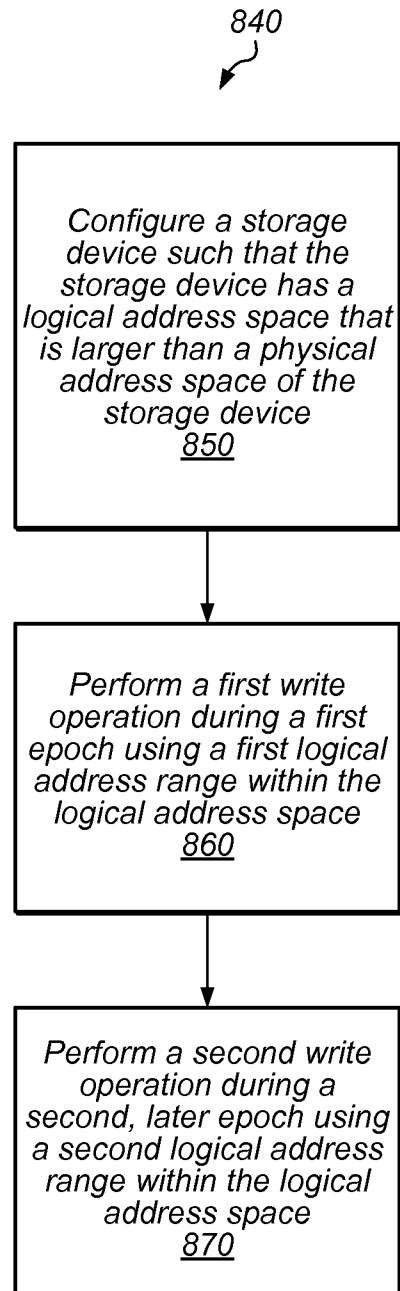 840
Configure a storage
device such that the
storage device has a
logical address space that
is larger than a physical
address space of the
storage device
850
Perform a first write
operation during a first
epoch using a first logical
address range within the
logical address space
860
Perform a second write
operation during a
second, later epoch using
a second logical address
range within the logical
address space
870